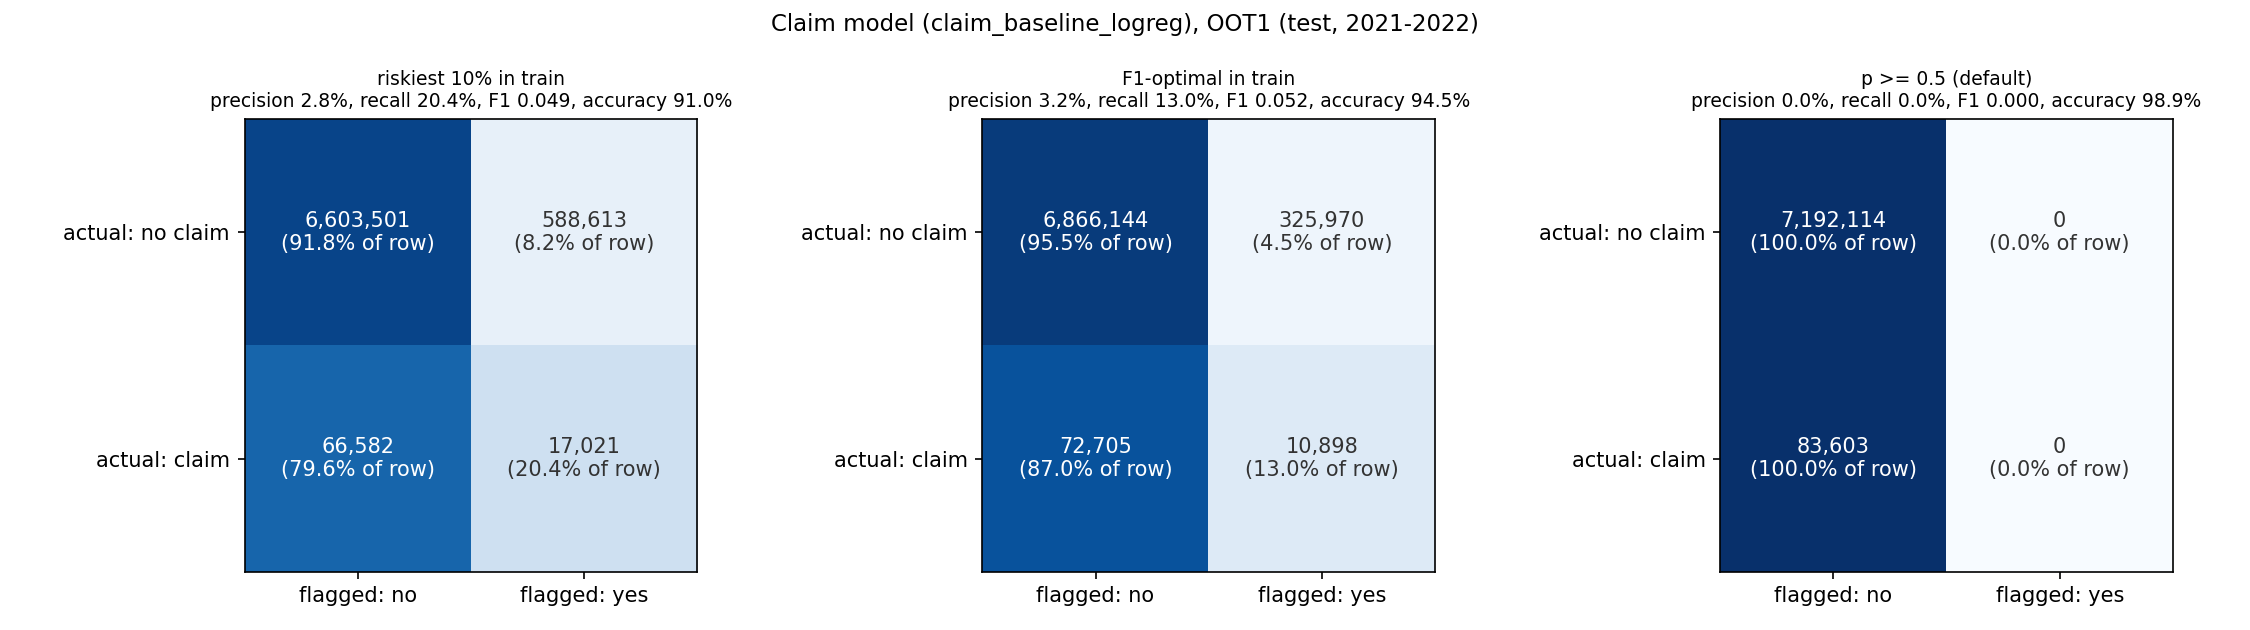 Claim model (claim_baseline_logreg), OOT1 (test, 2021-2022)
riskiest 10% in train
precision 2.8%, recall 20.4%, F1 0.049, accuracy 91.0%
actual: no claim
6,603,501
(91.8% of row)
588,613
(8.2% of row)
actual: claim
66,582
(79.6% of row)
17,021
(20.4% of row)
flagged: no
flagged: yes
F1-optimal in train
precision 3.2%, recall 13.0%, F1 0.052, accuracy 94.5%
actual: no claim
6,866,144
(95.5% of row)
325,970
(4.5% of row)
actual: claim
72,705
(87.0% of row)
10,898
(13.0% of row)
flagged: no
flagged: yes
p >= 0.5 (default)
precision 0.0%, recall 0.0%, F1 0.000, accuracy 98.9%
actual: no claim
7,192,114
(100.0% of row)
0
(0.0% of row)
actual: claim
83,603
(100.0% of row)
0
(0.0% of row)
flagged: no
flagged: yes